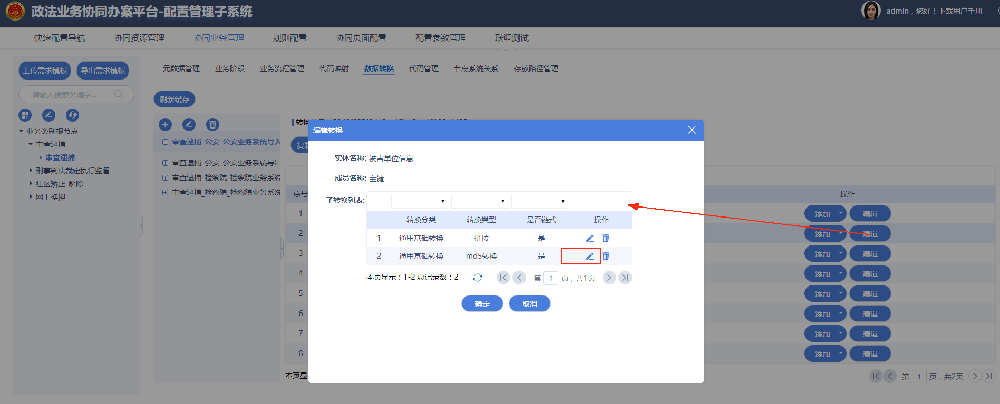 政法业务协同办案平台-配置管理子系统
admin，您好！下载用户手册
快速配置导航 协同资源管理 协同业务管理 规则配置 协同页面配置 配置参数管理 联调测试
上传需求模板 导出需求模板
元数据管理 业务阶段 业务流程管理 代码映射 数据转换 代码管理 节点系统关系 存放路径管理
请输入搜索关键字...
刷新缓存
业务类别根节点
审查逮捕
审查逮捕
刑事判决裁定执行监督
社区矫正-解除
网上换押
审查逮捕_公安_公安业务系统导入
审查逮捕_公安_公安业务系统导出
审查逮捕_检察院_检察院业务系统
审查逮捕_检察院_检察院业务系统
转换
复制
序号 操作
1 添加 编辑
2 添加 编辑
3 添加 编辑
4 添加 编辑
5 添加 编辑
6 添加 编辑
7 添加 编辑
8 添加 编辑
本页显
第 1 页，共2页
编辑转换
实体名称: 被害单位信息
成员名称: 主键
子转换列表:
转换分类 转换类型 是否链式 操作
1 通用基础转换 拼接 是
2 通用基础转换 md5转换 是
本页显示：1-2 总记录数：2 第 1 页，共1页
确定 取消